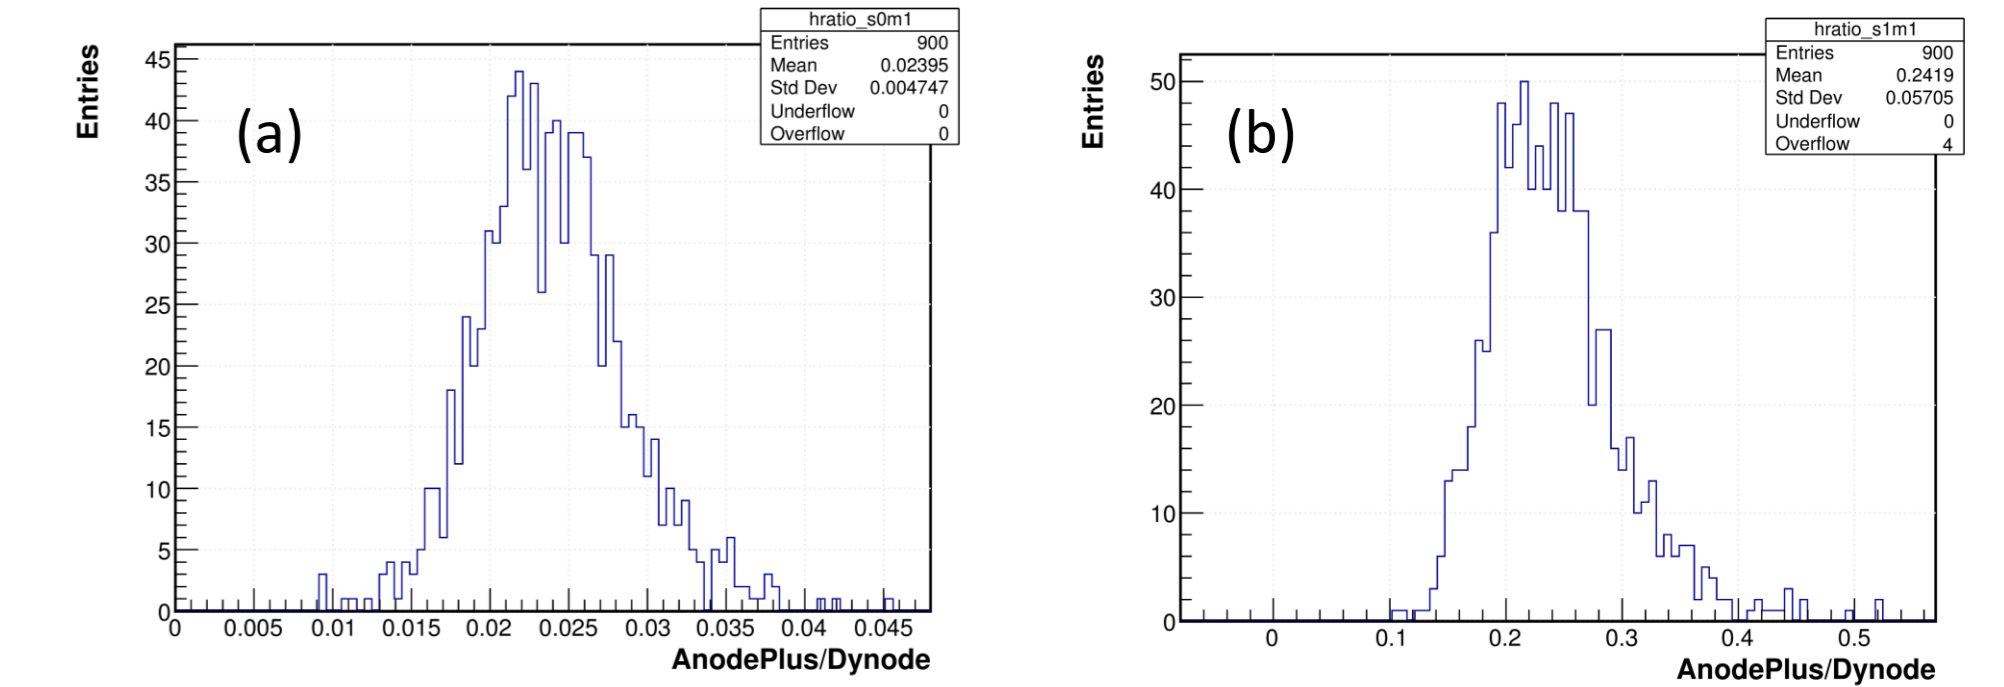 hratio_s0m1
Entries 900
Mean 0.02395
Std Dev 0.004747
Underflow 0
Overflow 0
(a)
Entries
45
40
35
30
25
20
15
10
5
0
0 0.005 0.01 0.015 0.02 0.025 0.03 0.035 0.04 0.045
AnodePlus/Dynode
hratio_s1m1
Entries 900
Mean 0.2419
Std Dev 0.05705
Underflow 0
Overflow 4
(b)
Entries
50
40
30
20
10
0
0 0.1 0.2 0.3 0.4 0.5
AnodePlus/Dynode